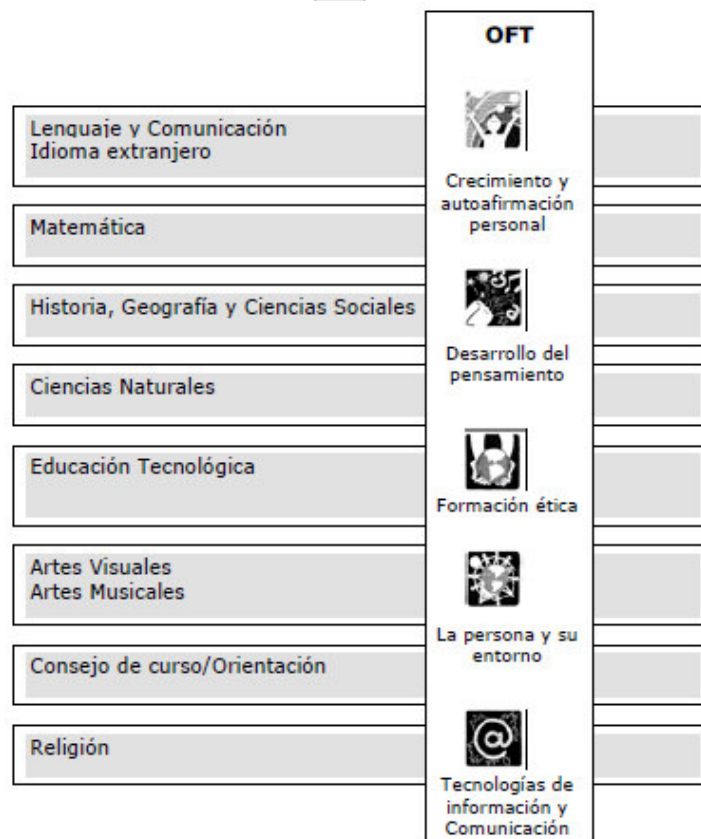 OFT
Lenguaje y Comunicación
Idioma extranjero
Crecimiento y
autoafirmación
personal
Matemática
Historia, Geografía y Ciencias Sociales
Desarrollo del
pensamiento
Ciencias Naturales
Educación Tecnológica
Formación ética
Artes Visuales
Artes Musicales
La persona y su
entorno
Consejo de curso/Orientación
Religión
@
Tecnologías de
información y
Comunicación